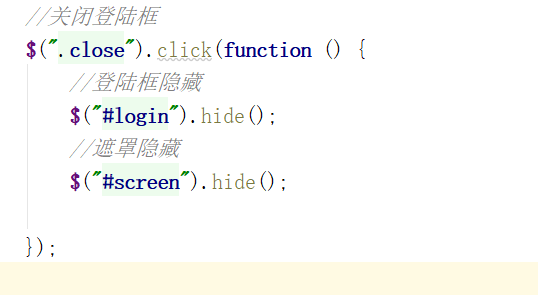 //关闭登陆框
$(".close").click(function () {
//登陆框隐藏
$("#login").hide();
//遮罩隐藏
$("#screen").hide();
});